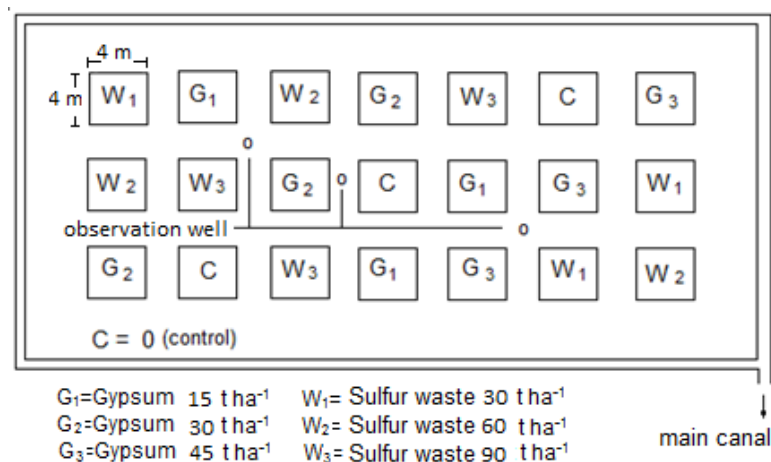 4 m
4 m
W₁ G₁ W₂ G₂ W₃ C G₃
o
W₂ W₃ G₂ o C G₁ G₃ W₁
observation well o
G₂ C W₃ G₁ G₃ W₁ W₂
C = 0 (control)
G₁=Gypsum 15 t ha⁻¹ W₁= Sulfur waste 30 t ha⁻¹
G₂=Gypsum 30 t ha⁻¹ W₂= Sulfur waste 60 t ha⁻¹
G₃=Gypsum 45 t ha⁻¹ W₃= Sulfur waste 90 t ha⁻¹
main canal